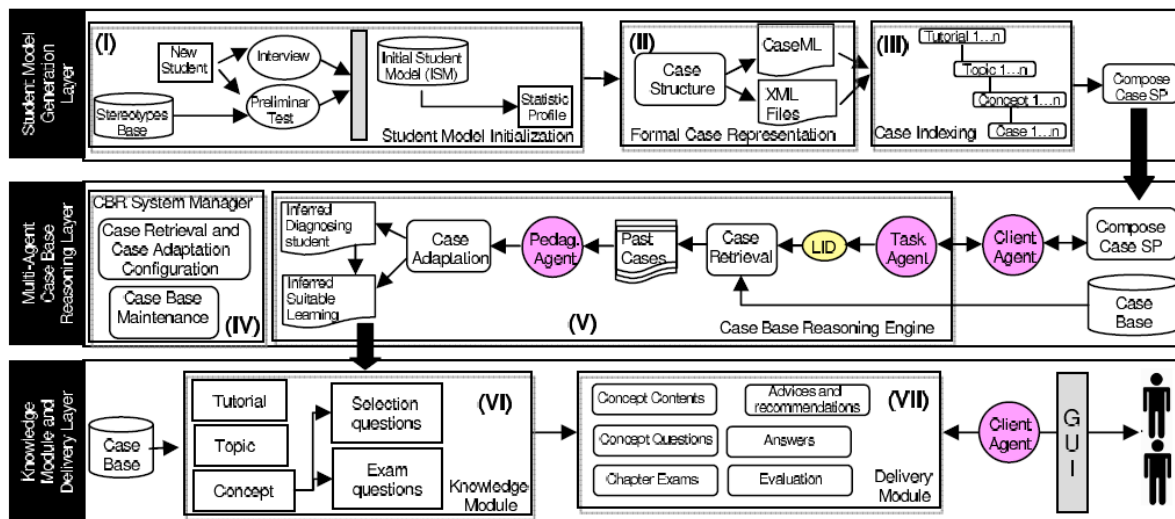 Student Model
Generation
Layer
(I)
New
Student
Interview
Stereotypes
Base
Preliminar
Test
Initial Student
Model (ISM)
Statistic
Profile
Student Model Initialization
(II)
Case
Structure
CaseML
XML
Files
Formal Case Representation
(III)
Tutorial 1...n
Topic 1...n
Concept 1...n
Case 1...n
Case Indexing
Compose
Case SP
Multi-Agent
Case Base
Reasoning Layer
CBR System Manager
Case Retrieval and
Case Adaptation
Configuration
Case Base
Maintenance
(IV)
Inferred
Diagnosing
student
Inferred
Suitable
Learning
Case
Adaptation
Pedag.
Agent
Past
Cases
Case
Retrieval
LID
Task
Agent
Client
Agent
Compose
Case SP
Case
Base
(V)
Case Base Reasoning Engine
Knowledge
Module and
Delivery Layer
Case
Base
Tutorial
Topic
Concept
Selection
questions
Exam
questions
(VI)
Knowledge
Module
Concept Contents
Concept Questions
Chapter Exams
Advices and
recommendations
Answers
Evaluation
(VII)
Delivery
Module
Client
Agent
GUI